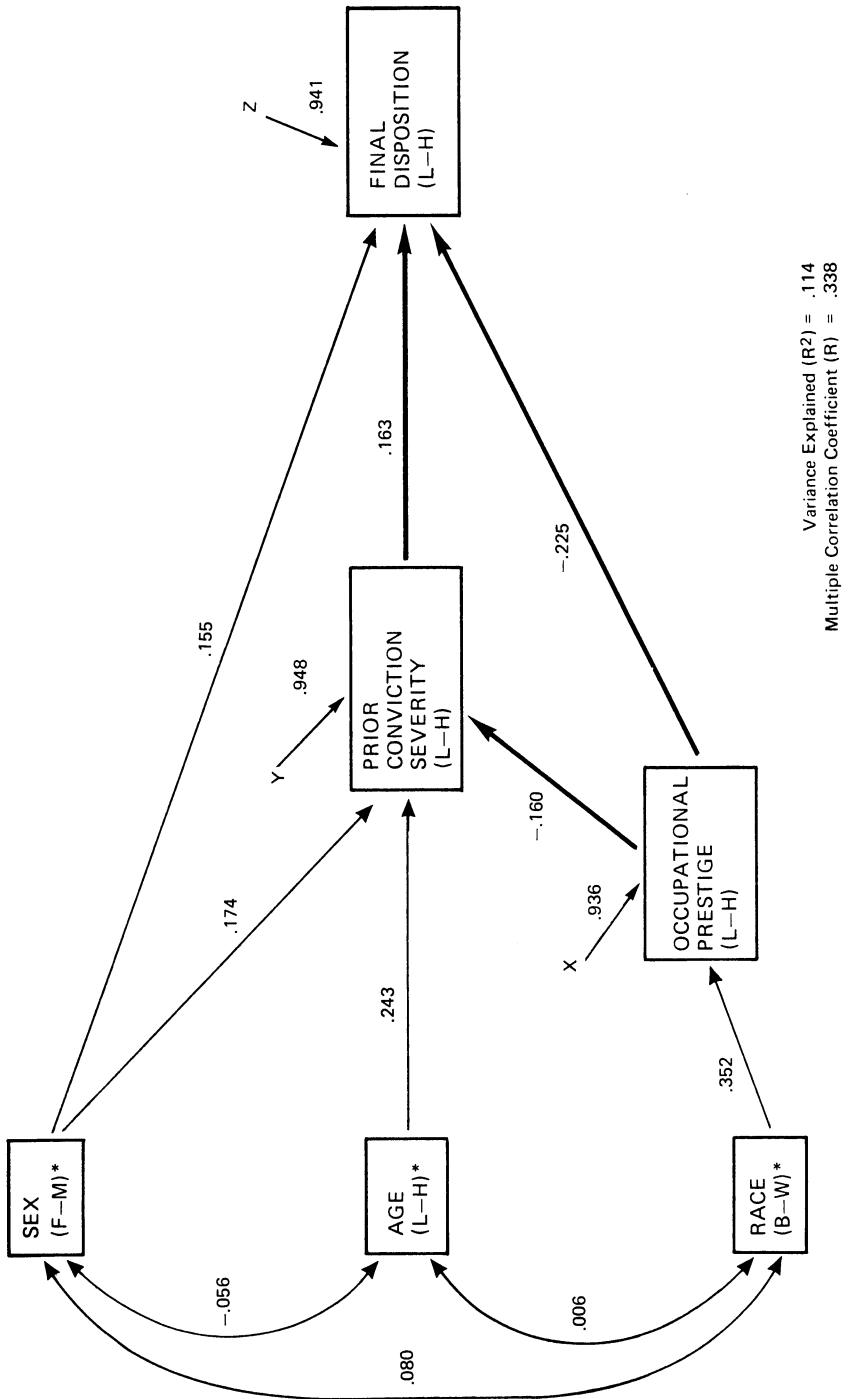 SEX
(F–M)*
AGE
(L–H)*
RACE
(B–W)*
–.056
.080
.006
.155
.174
.243
.352
X
.936
OCCUPATIONAL
PRESTIGE
(L–H)
Y
.948
PRIOR
CONVICTION
SEVERITY
(L–H)
–.160
.163
–.225
Z
.941
FINAL
DISPOSITION
(L–H)
Variance Explained (R²) = .114
Multiple Correlation Coefficient (R) = .338